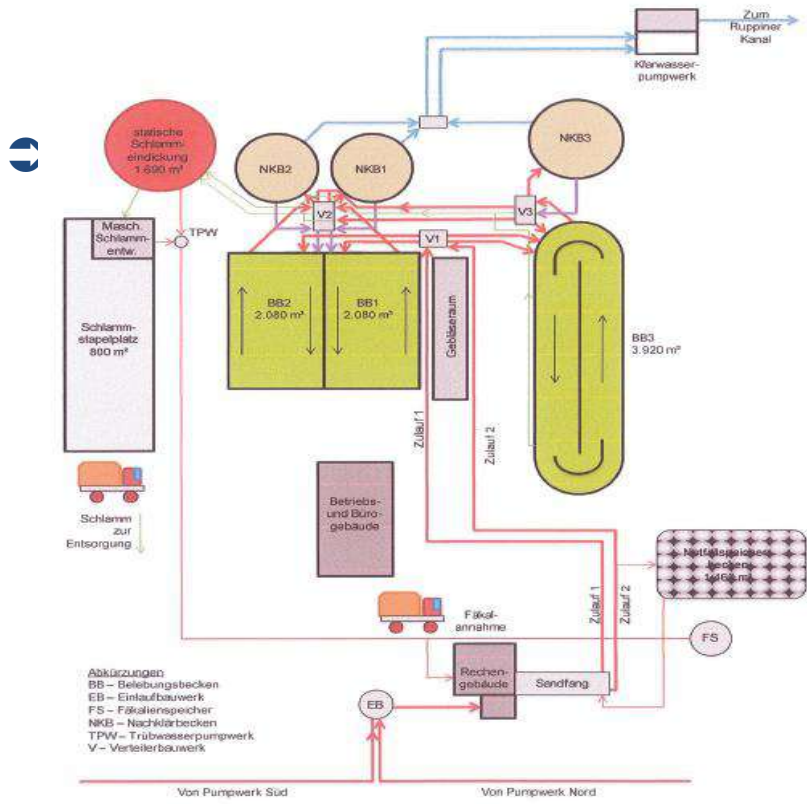 Zum
Ruppiner
Kanal
Klarwasser-
pumpwerk
statische
Schlamm-
eindickung
1.690 m³
NKB2
NKB1
NKB3
Masch.
Schlamm-
entw.
TPW
V2
V3
V1
BB2
2.080 m³
BB1
2.080 m³
Gebläseraum
BB3
3.920 m³
Schlamm-
stapelplatz
800 m²
Zulauf 1
Zulauf 2
Schlamm
zur
Entsorgung
Betriebs-
und Büro-
gebäude
Notfallspeicher-
becken
Zulauf 1
Zulauf 2
Fäkal-
annahme
FS
Rechen-
gebäude
Sandfang
EB
Abkürzungen
BB – Belebungsbecken
EB – Einlaufbauwerk
FS – Fäkalienspeicher
NKB – Nachklärbecken
TPW – Trübwasserpumpwerk
V – Verteilerbauwerk
Von Pumpwerk Süd
Von Pumpwerk Nord